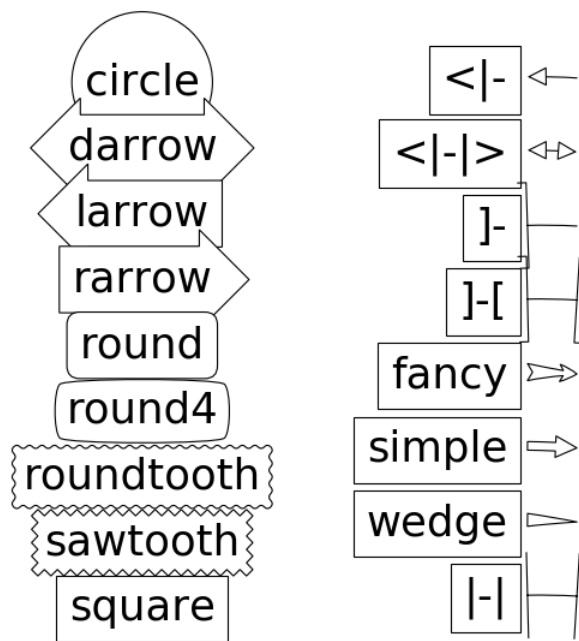 circle
darrow
larrow
rarrow
round
round4
roundtooth
sawtooth
square
<|-
<|-|>
]-
]-[
fancy
simple
wedge
|-|